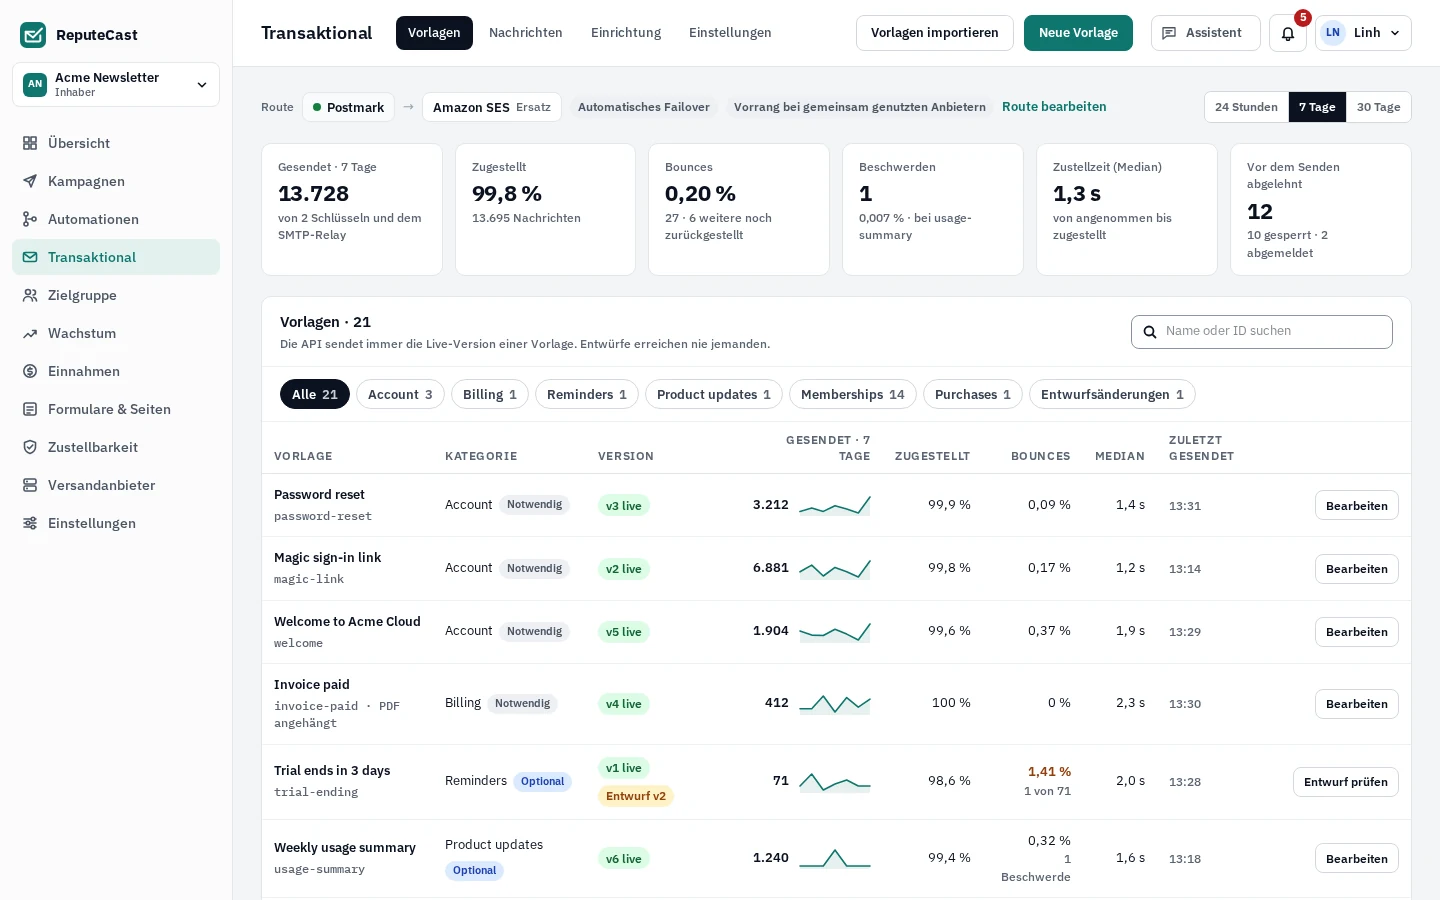 ReputeCast
AN
Acme Newsletter
Inhaber
Übersicht
Kampagnen
Automationen
Transaktional
Zielgruppe
Wachstum
Einnahmen
Formulare & Seiten
Zustellbarkeit
Versandanbieter
Einstellungen
Transaktional
Vorlagen
Nachrichten
Einrichtung
Einstellungen
Vorlagen importieren
Neue Vorlage
Assistent
5
LN
Linh
Route
Postmark
→
Amazon SES Ersatz
Automatisches Failover
Vorrang bei gemeinsam genutzten Anbietern
Route bearbeiten
24 Stunden
7 Tage
30 Tage
Gesendet · 7 Tage
13.728
von 2 Schlüsseln und dem
SMTP-Relay
Zugestellt
99,8 %
13.695 Nachrichten
Bounces
0,20 %
27 · 6 weitere noch
zurückgestellt
Beschwerden
1
0,007 % · bei usage-
summary
Zustellzeit (Median)
1,3 s
von angenommen bis
zugestellt
Vor dem Senden
abgelehnt
12
10 gesperrt · 2
abgemeldet
Vorlagen · 21
Die API sendet immer die Live-Version einer Vorlage. Entwürfe erreichen nie jemanden.
Name oder ID suchen
Alle 21
Account 3
Billing 1
Reminders 1
Product updates 1
Memberships 14
Purchases 1
Entwurfsänderungen 1
VORLAGE
KATEGORIE
VERSION
GESENDET · 7
TAGE
ZUGESTELLT
BOUNCES
MEDIAN
ZULETZT
GESENDET
Password reset
password-reset
Account Notwendig
v3 live
3.212
99,9 %
0,09 %
1,4 s
13:31
Bearbeiten
Magic sign-in link
magic-link
Account Notwendig
v2 live
6.881
99,8 %
0,17 %
1,2 s
13:14
Bearbeiten
Welcome to Acme Cloud
welcome
Account Notwendig
v5 live
1.904
99,6 %
0,37 %
1,9 s
13:29
Bearbeiten
Invoice paid
invoice-paid · PDF
angehängt
Billing Notwendig
v4 live
412
100 %
0 %
2,3 s
13:30
Bearbeiten
Trial ends in 3 days
trial-ending
Reminders Optional
v1 live
Entwurf v2
71
98,6 %
1,41 %
1 von 71
2,0 s
13:28
Entwurf prüfen
Weekly usage summary
usage-summary
Product updates
Optional
v6 live
1.240
99,4 %
0,32 %
1
Beschwerde
1,6 s
13:18
Bearbeiten